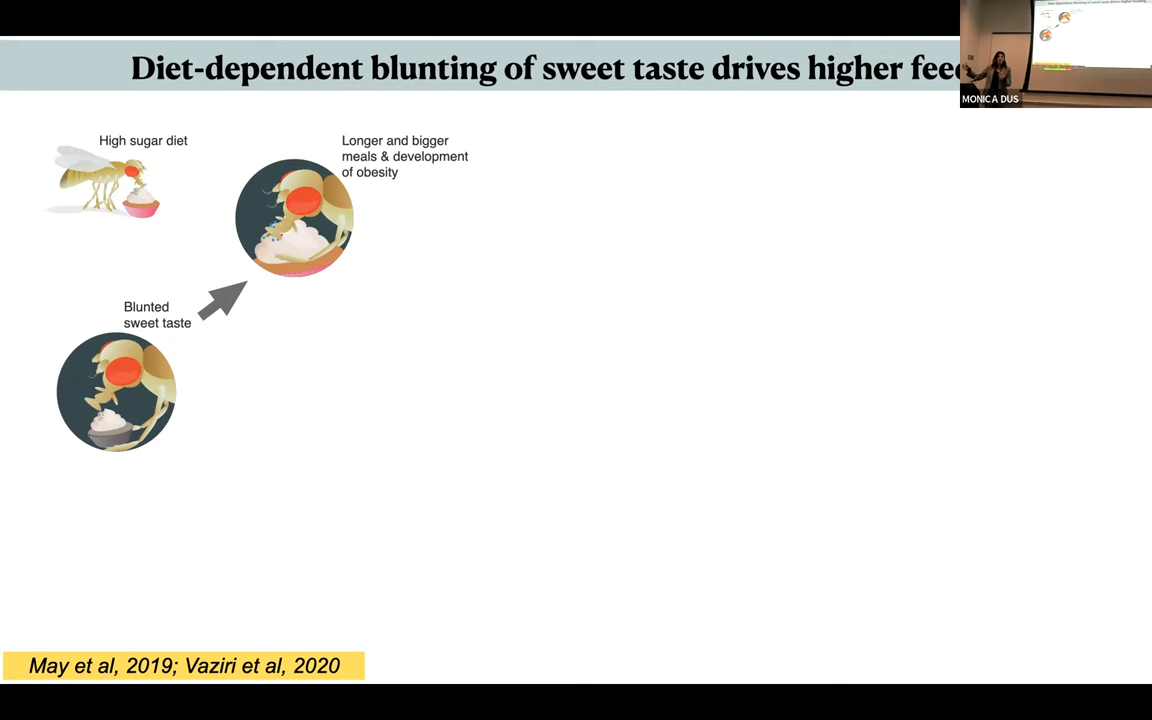 Diet-dependent blunting of sweet taste drives higher feed
MONICA DUS
High sugar diet
Longer and bigger
meals & development
of obesity
Blunted
sweet taste
May et al, 2019; Vaziri et al, 2020